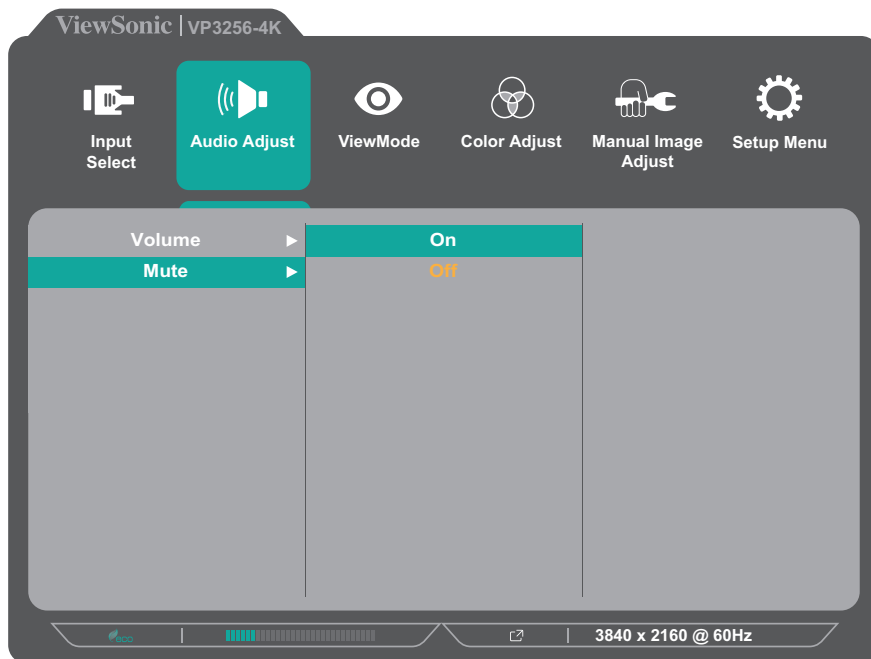 ViewSonic | VP3256-4K
Input
Select
Audio Adjust
ViewMode
Color Adjust
Manual Image
Adjust
Setup Menu
Volume
On
Mute
Off
eco
3840 x 2160 @ 60Hz